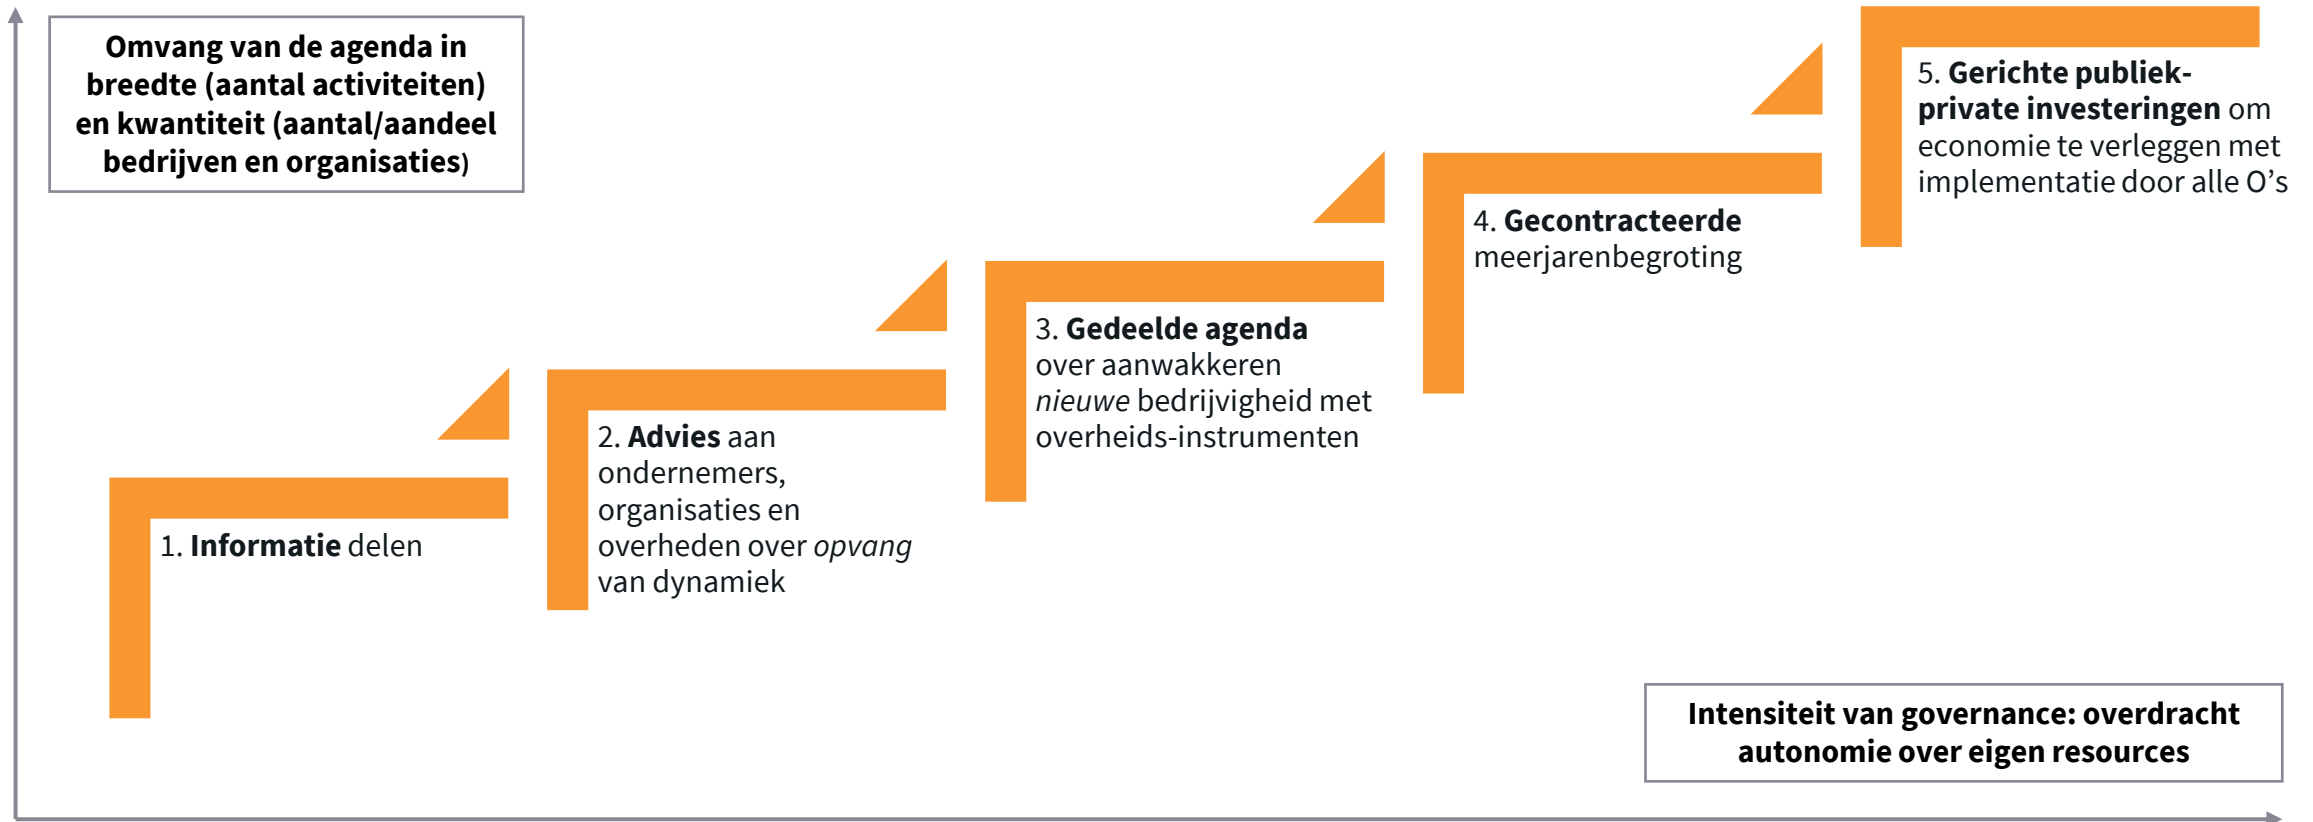 Omvang van de agenda in
breedte (aantal activiteiten)
en kwantiteit (aantal/aandeel
bedrijven en organisaties)
1. Informatie delen
2. Advies aan
ondernemers,
organisaties en
overheden over opvang
van dynamiek
3. Gedeelde agenda
over aanwakkeren
nieuwe bedrijvigheid met
overheids-instrumenten
4. Gecontracteerde
meerjarenbegroting
5. Gerichte publiek-
private investeringen om
economie te verleggen met
implementatie door alle O’s
Intensiteit van governance: overdracht
autonomie over eigen resources